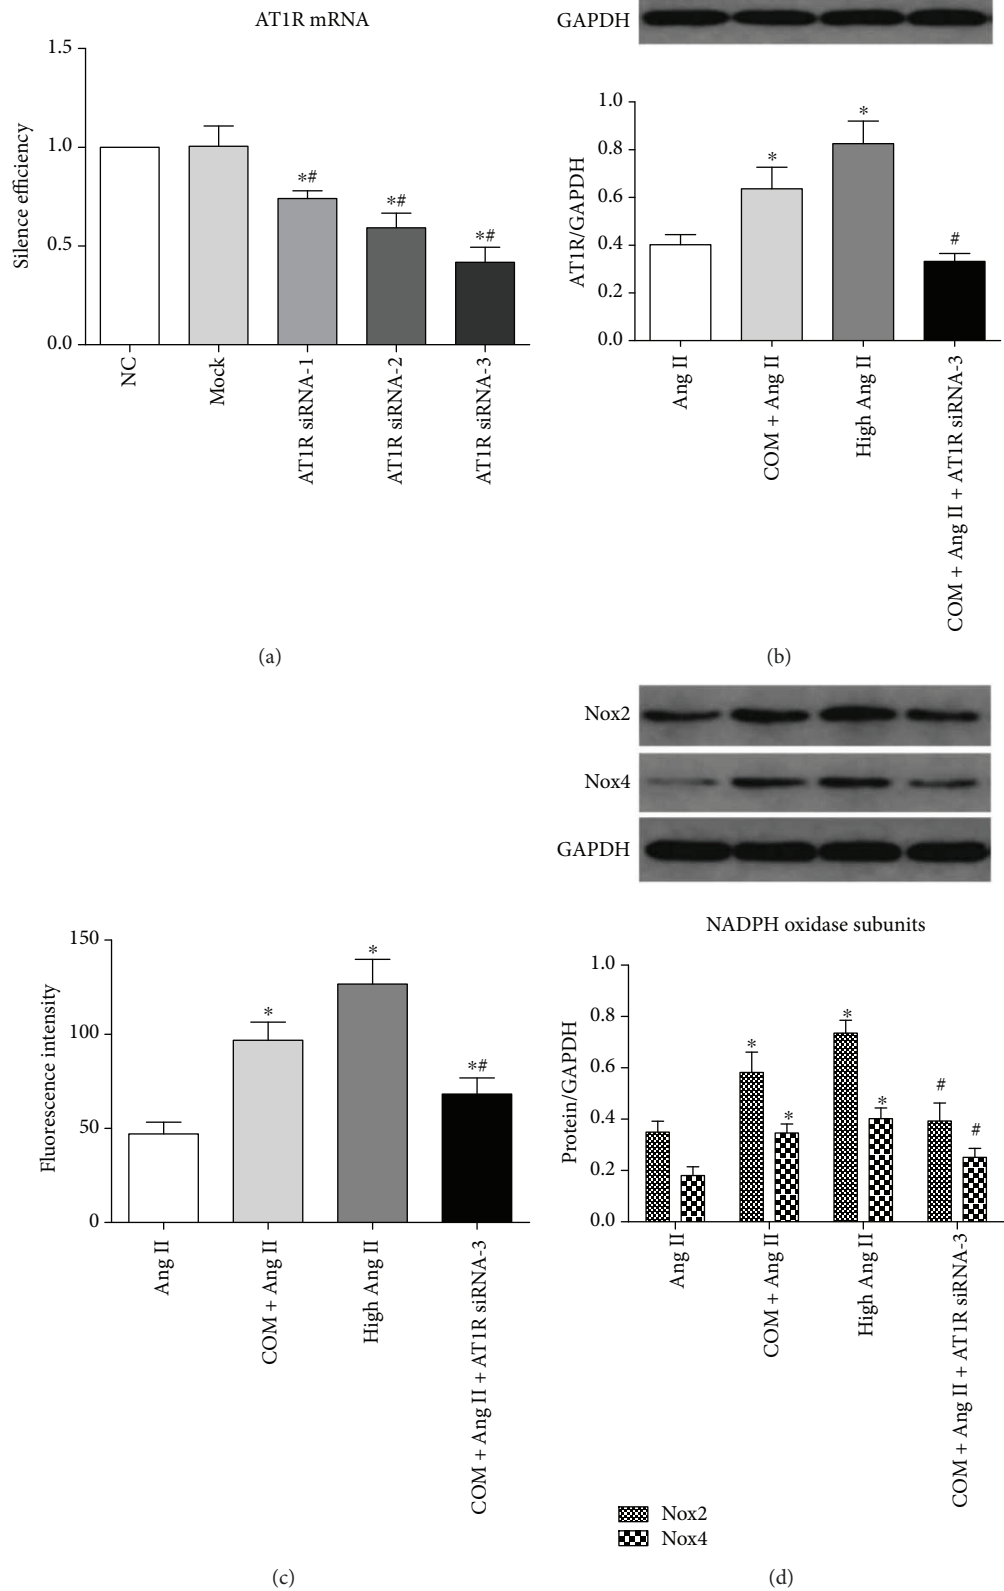 AT1R mRNA
1.5
1.0
0.5
0.0
Silence efficiency
*#
*#
*#
NC
Mock
AT1R siRNA-1
AT1R siRNA-2
AT1R siRNA-3
(a)
GAPDH
1.0
0.8
0.6
0.4
0.2
0.0
AT1R/GAPDH
*
*
#
Ang II
COM + Ang II
High Ang II
COM + Ang II + AT1R siRNA-3
(b)
150
100
50
0
Fluorescence intensity
*
*
*#
Ang II
COM + Ang II
High Ang II
COM + Ang II + AT1R siRNA-3
(c)
Nox2
Nox4
GAPDH
NADPH oxidase subunits
1.0
0.8
0.6
0.4
0.2
0.0
Protein/GAPDH
*
*
*
*
#
#
Ang II
COM + Ang II
High Ang II
COM + Ang II + AT1R siRNA-3
Nox2
Nox4
(d)